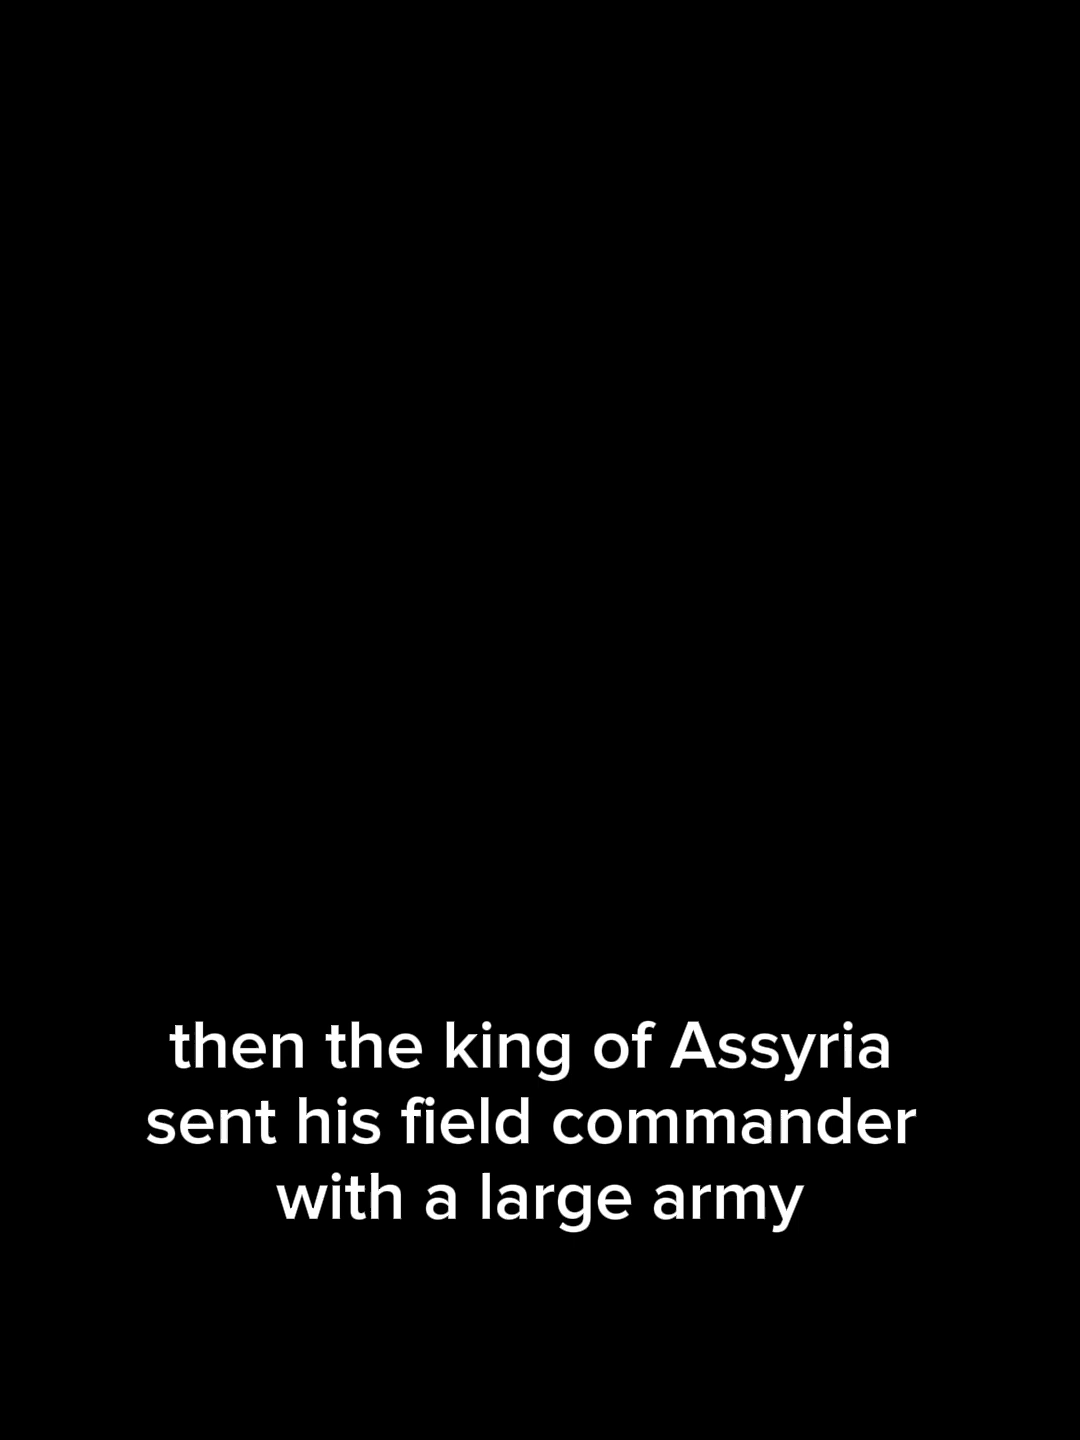 then the king of Assyria
sent his field commander
with a large army